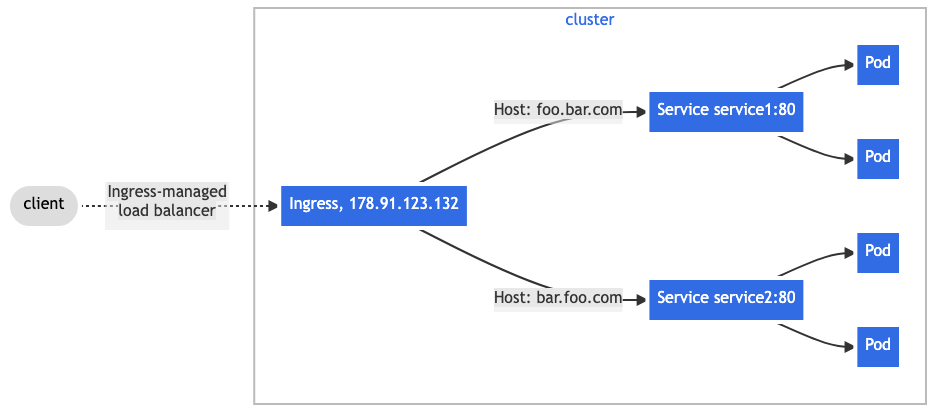 cluster
client
Ingress-managed
load balancer
Ingress, 178.91.123.132
Host: foo.bar.com
Service service1:80
Pod
Pod
Host: bar.foo.com
Service service2:80
Pod
Pod